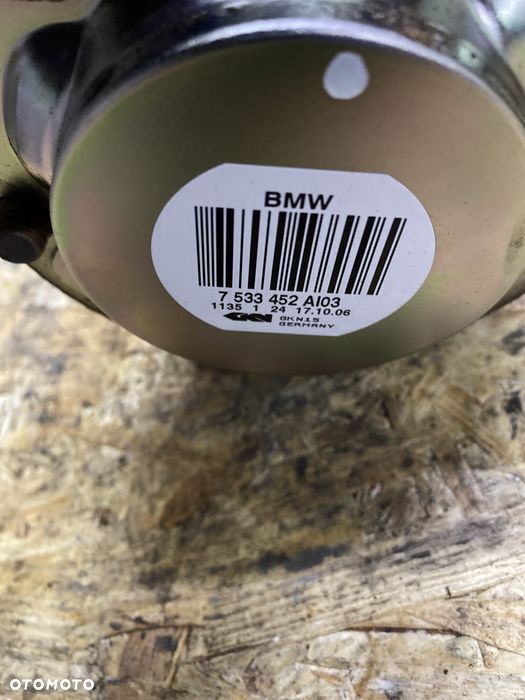 BMW
7 533 452 AI03
1135 1 24 17.10.06
GKN
GKN15
GERMANY
OTOMOTO